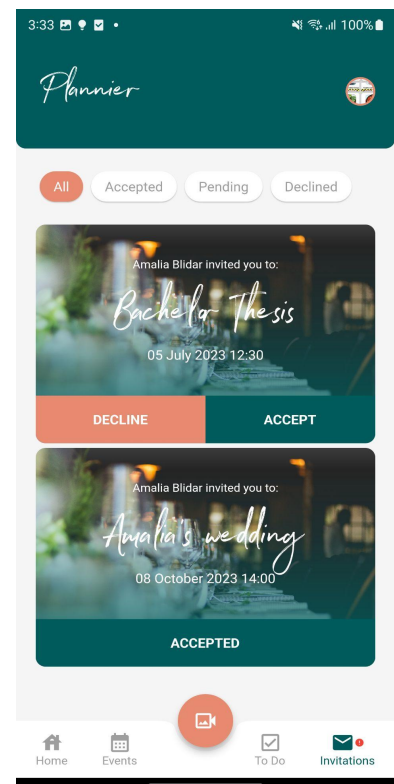 3:33
100%
Plannier
All
Accepted
Pending
Declined
Amalia Blidar invited you to:
Bachelor Thesis
05 July 2023 12:30
DECLINE
ACCEPT
Amalia Blidar invited you to:
Amalia's wedding
08 October 2023 14:00
ACCEPTED
Home
Events
To Do
Invitations